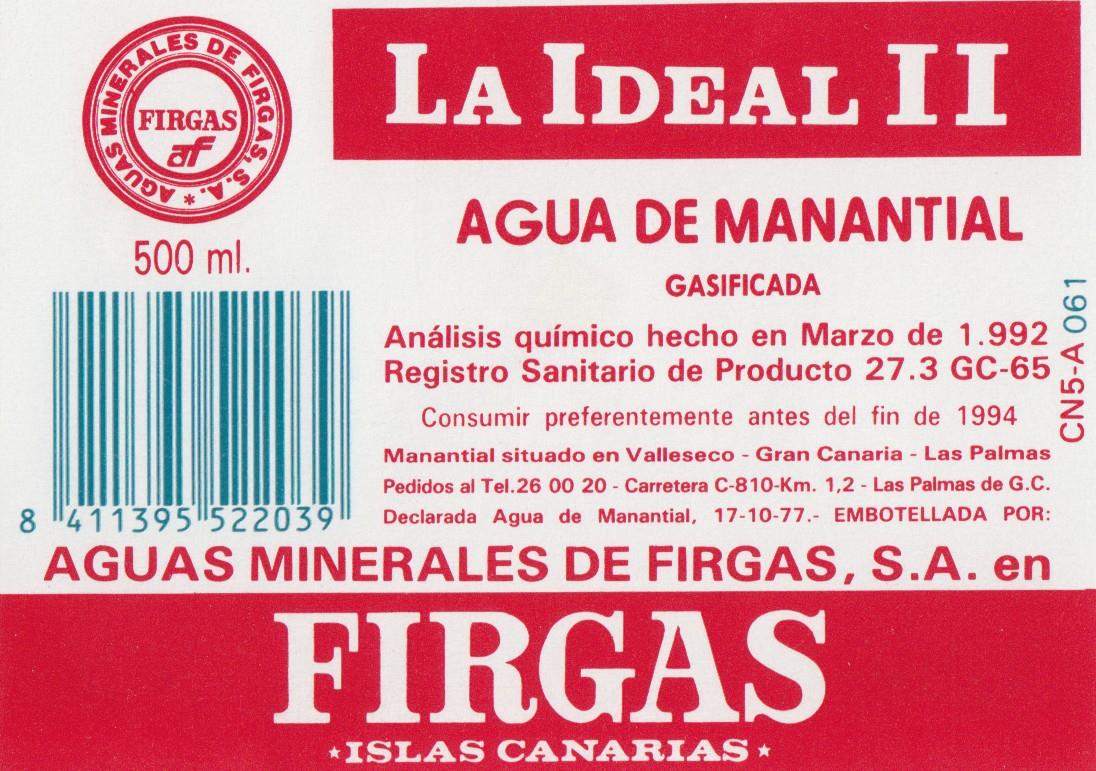 AGUAS MINERALES DE FIRGAS, S.A. *
FIRGAS
af
500 ml.
8 411395 522039
LA IDEAL II
AGUA DE MANANTIAL
GASIFICADA
Análisis químico hecho en Marzo de 1.992
Registro Sanitario de Producto 27.3 GC-65
Consumir preferentemente antes del fin de 1994
Manantial situado en Valleseco - Gran Canaria - Las Palmas
Pedidos al Tel.26 00 20 - Carretera C-810-Km. 1,2 - Las Palmas de G.C.
Declarada Agua de Manantial, 17-10-77.- EMBOTELLADA POR:
CN5-A 061
AGUAS MINERALES DE FIRGAS, S.A. en
FIRGAS
*ISLAS CANARIAS*